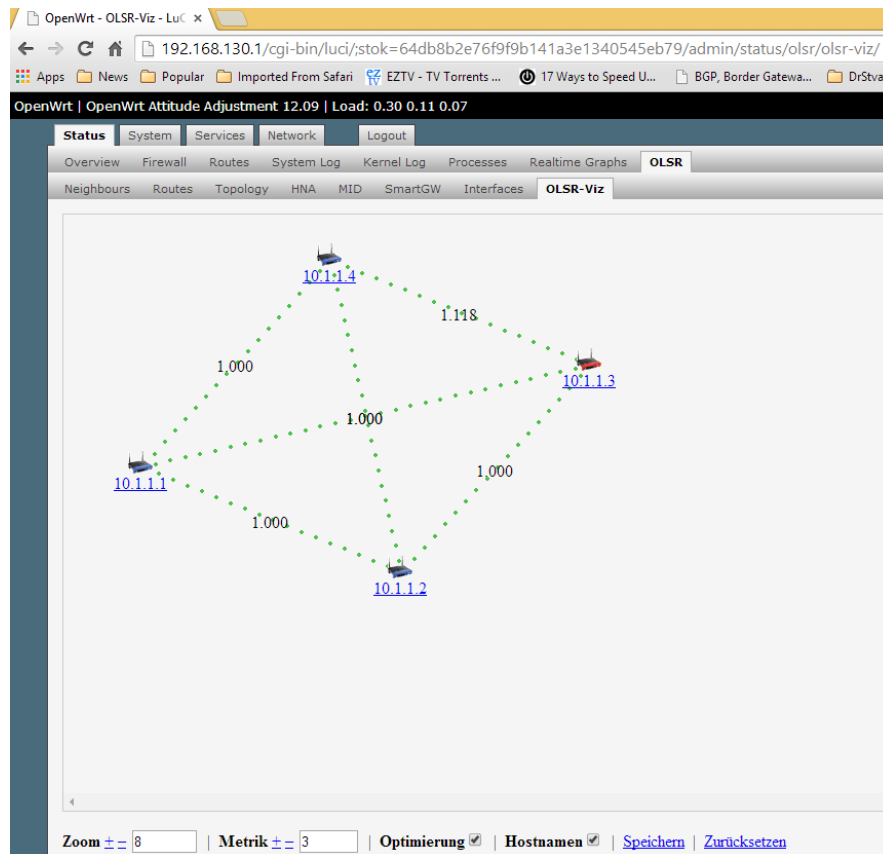 OpenWrt - OLSR-Viz - Lu
192.168.130.1/cgi-bin/luci/;stok=64db8b2e76f9f9b141a3e1340545eb79/admin/status/olsr/olsr-viz/
Apps News Popular Imported From Safari EZTV - TV Torrents ... 17 Ways to Speed U... BGP, Border Gatewa... DrStva
OpenWrt | OpenWrt Attitude Adjustment 12.09 | Load: 0.30 0.11 0.07
Status System Services Network Logout
Overview Firewall Routes System Log Kernel Log Processes Realtime Graphs OLSR
Neighbours Routes Topology HNA MID SmartGW Interfaces OLSR-Viz
10.1.1.4
1.118
1.000
10.1.1.3
1.000
10.1.1.1
1.000
1.000
10.1.1.2
Zoom + – 8 | Metrik + – 3 | Optimierung | Hostnamen | Speichern | Zurücksetzen